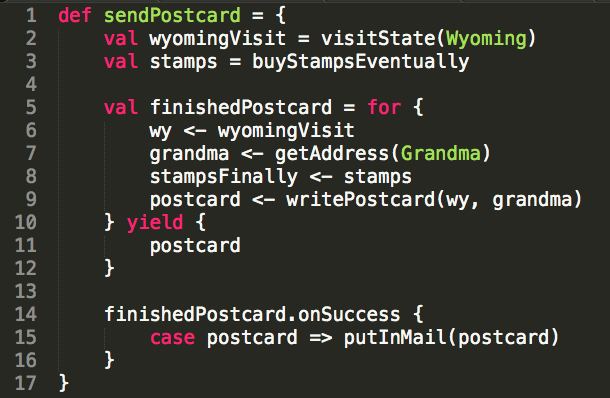 1 def sendPostcard = {
2     val wyomingVisit = visitState(Wyoming)
3     val stamps = buyStampsEventually
4
5     val finishedPostcard = for {
6         wy <- wyomingVisit
7         grandma <- getAddress(Grandma)
8         stampsFinally <- stamps
9         postcard <- writePostcard(wy, grandma)
10     } yield {
11         postcard
12     }
13
14     finishedPostcard.onSuccess {
15         case postcard => putInMail(postcard)
16     }
17 }